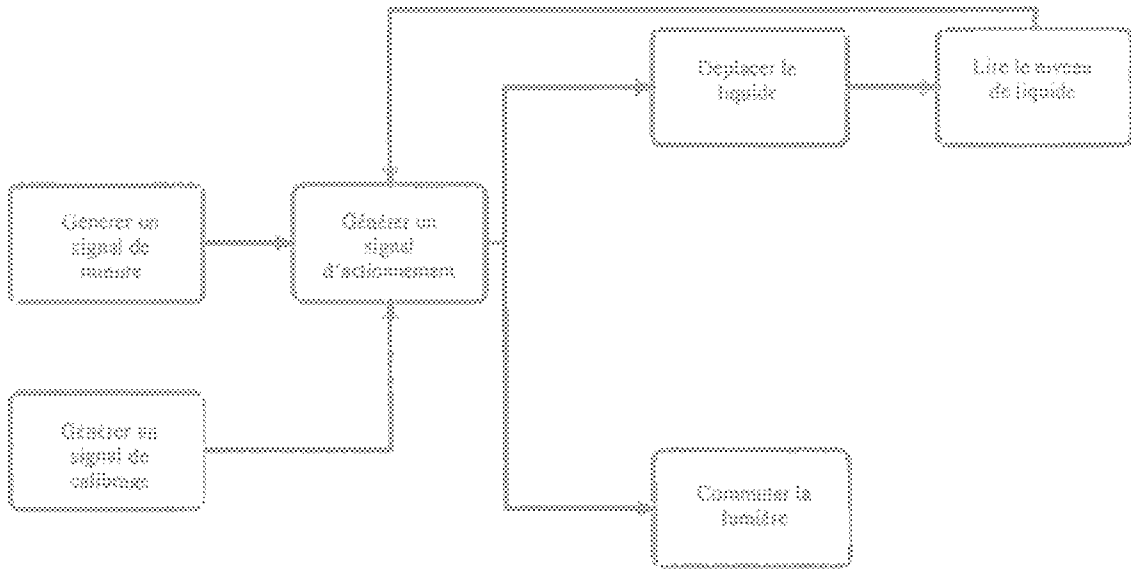 Déplacer le
liquide
Lire le niveau
de liquide
Générer un
signal de
minute
Générer un
signal
d'actionnement
Générer un
signal de
calibrage
Commuter la
lumière